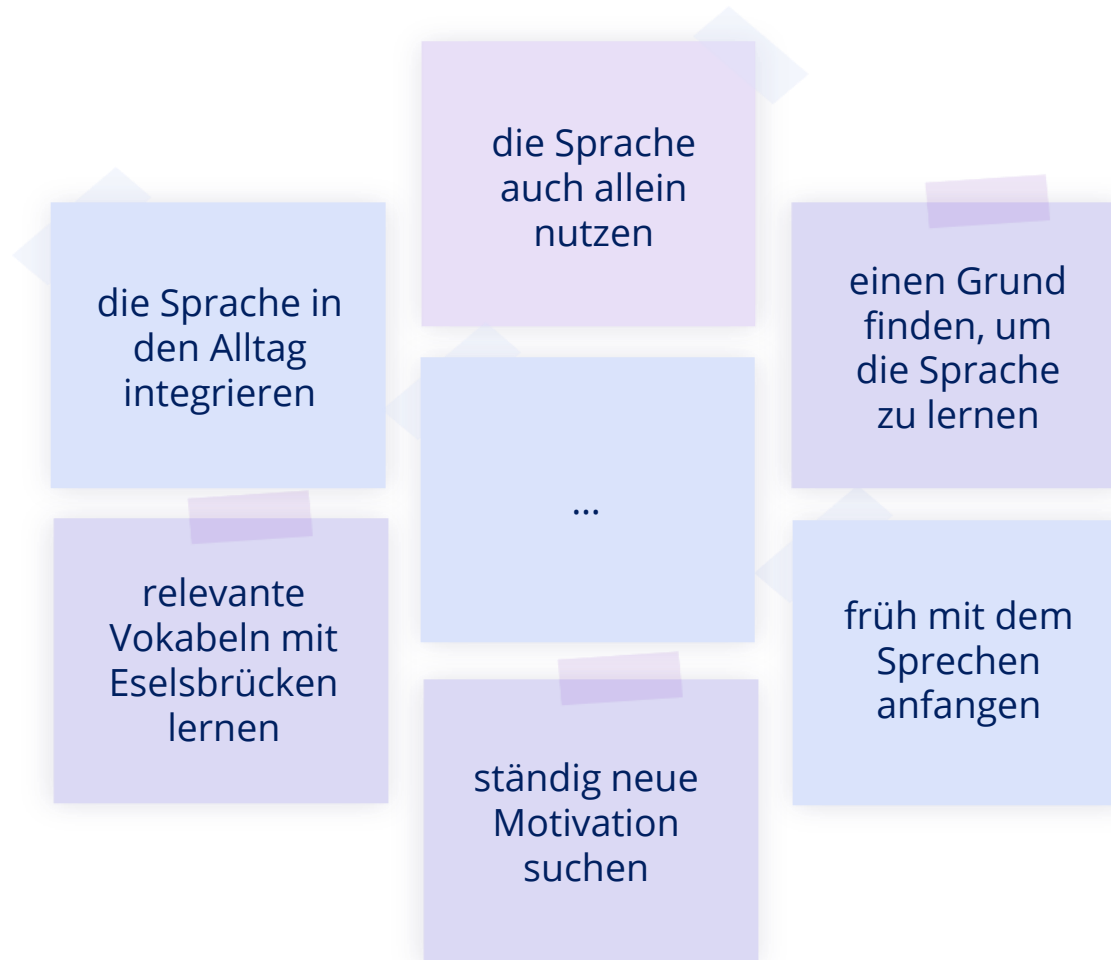 die Sprache
auch allein
nutzen
die Sprache in
den Alltag
integrieren
einen Grund
finden, um
die Sprache
zu lernen
...
relevante
Vokabeln mit
Eselsbrücken
lernen
früh mit dem
Sprechen
anfangen
ständig neue
Motivation
suchen